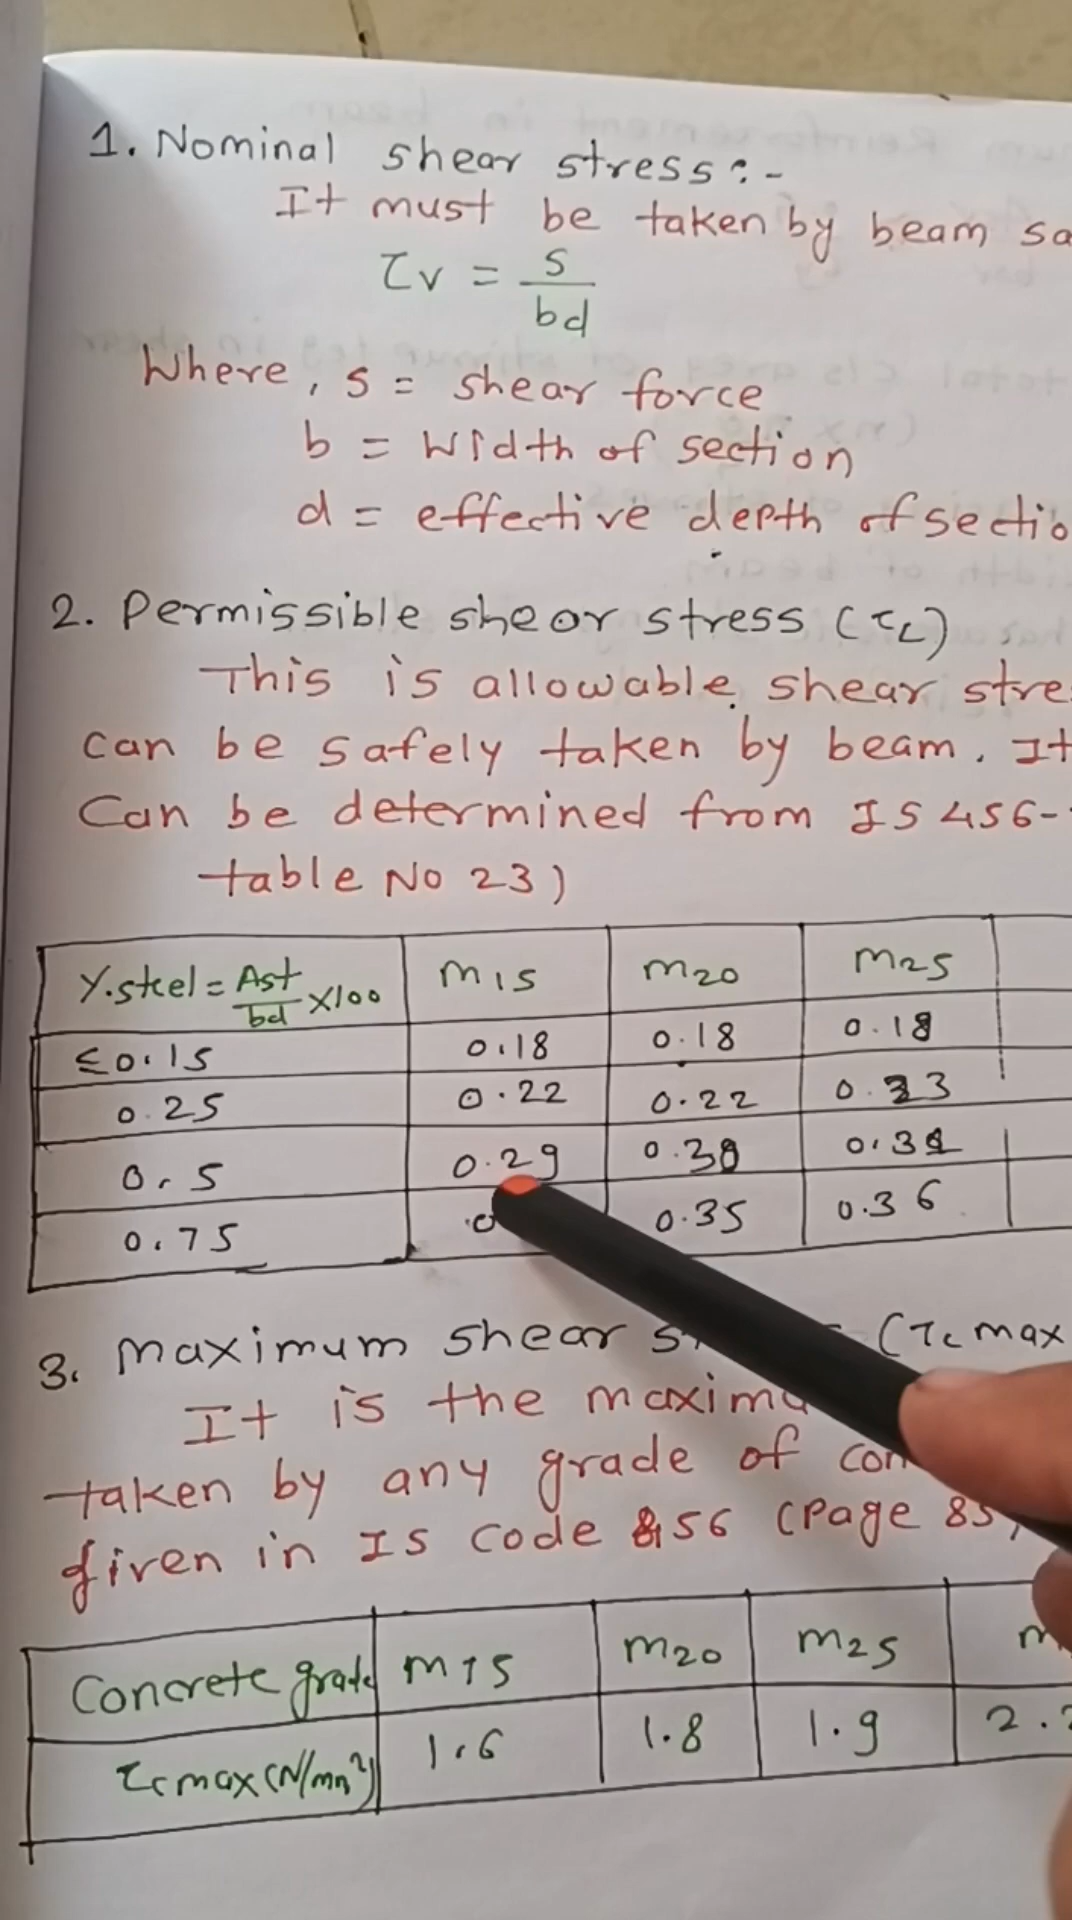 1. Nominal shear stress:-
It must be taken by beam
τv = s/bd
Where, s = shear force
b = width of section
d = effective depth of sectio
2. Permissible shear stress (τc)
This is allowable shear stre
can be safely taken by beam. It
Can be determined from IS 456-
table No 23)
%.steel = Ast/bd ×100 M15 M20 M25
≤0.15 0.18 0.18 0.18
0.25 0.22 0.22 0.23
0.5 0.29 0.30
0.75 0.35 0.36
3. Maximum shear (τc max
It is the maximu
taken by any grade of con
given in IS Code 456 (Page 85)
Concrete grade M15 M20 M25 M
τcmax (N/mm²) 1.6 1.8 1.9 2.